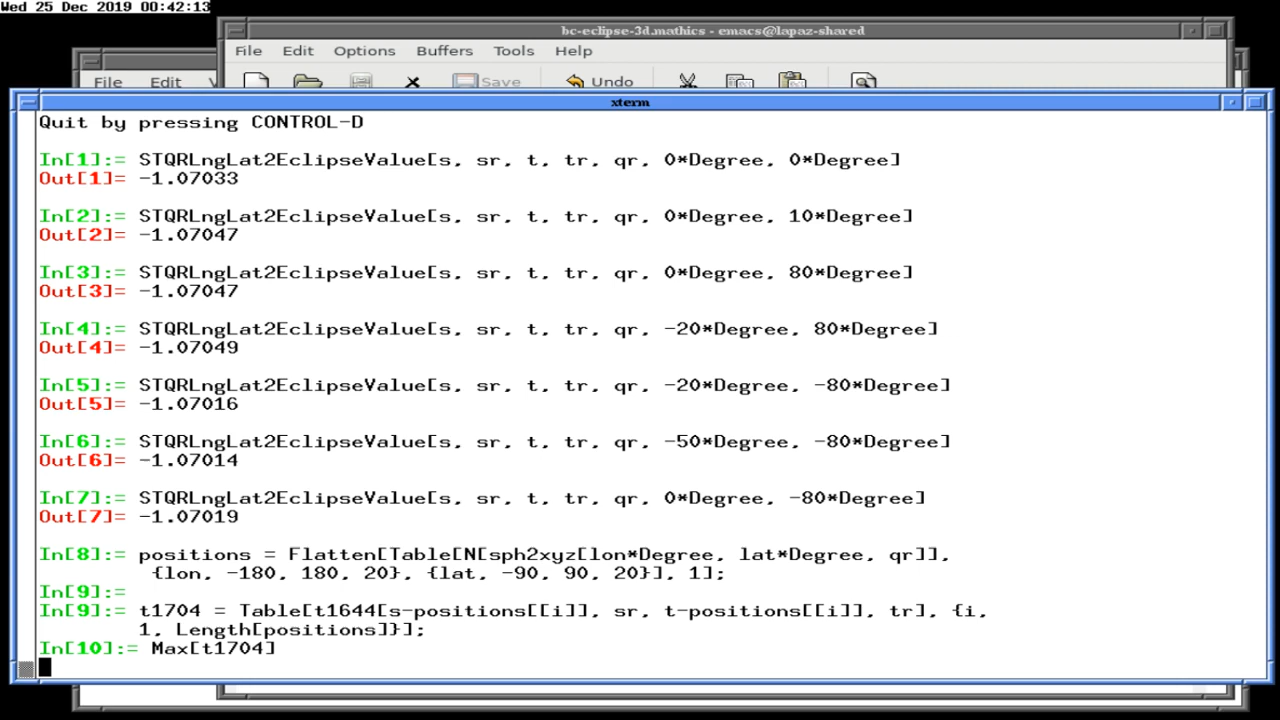 Wed 25 Dec 2019 00:42:13
bc-eclipse-3d.mathics - emacs@lapaz-shared
File Edit Options Buffers Tools Help
File Edit V
Save Undo
xterm
Quit by pressing CONTROL-D
In[1]:= STQRLngLat2EclipseValue[s, sr, t, tr, qr, 0*Degree, 0*Degree]
Out[1]= -1.07033
In[2]:= STQRLngLat2EclipseValue[s, sr, t, tr, qr, 0*Degree, 10*Degree]
Out[2]= -1.07047
In[3]:= STQRLngLat2EclipseValue[s, sr, t, tr, qr, 0*Degree, 80*Degree]
Out[3]= -1.07047
In[4]:= STQRLngLat2EclipseValue[s, sr, t, tr, qr, -20*Degree, 80*Degree]
Out[4]= -1.07049
In[5]:= STQRLngLat2EclipseValue[s, sr, t, tr, qr, -20*Degree, -80*Degree]
Out[5]= -1.07016
In[6]:= STQRLngLat2EclipseValue[s, sr, t, tr, qr, -50*Degree, -80*Degree]
Out[6]= -1.07014
In[7]:= STQRLngLat2EclipseValue[s, sr, t, tr, qr, 0*Degree, -80*Degree]
Out[7]= -1.07019
In[8]:= positions = Flatten[Table[N[sph2xyz[lon*Degree, lat*Degree, qr]],
{lon, -180, 180, 20}, {lat, -90, 90, 20}], 1];
In[9]:=
In[9]:= t1704 = Table[t1644[s-positions[[i]], sr, t-positions[[i]], tr], {i,
1, Length[positions]}];
In[10]:= Max[t1704]